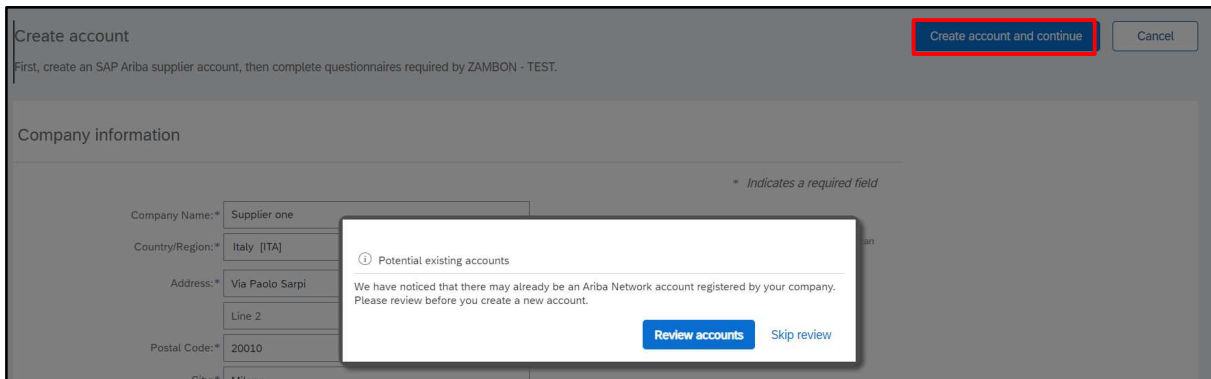 Create account
Create account and continue
Cancel
First, create an SAP Ariba supplier account, then complete questionnaires required by ZAMBON - TEST.
Company information
* Indicates a required field
Company Name:* Supplier one
Country/Region:* Italy [ITA]
an
Address:* Via Paolo Sarpi
Line 2
Postal Code:* 20010
Potential existing accounts
We have noticed that there may already be an Ariba Network account registered by your company.
Please review before you create a new account.
Review accounts
Skip review